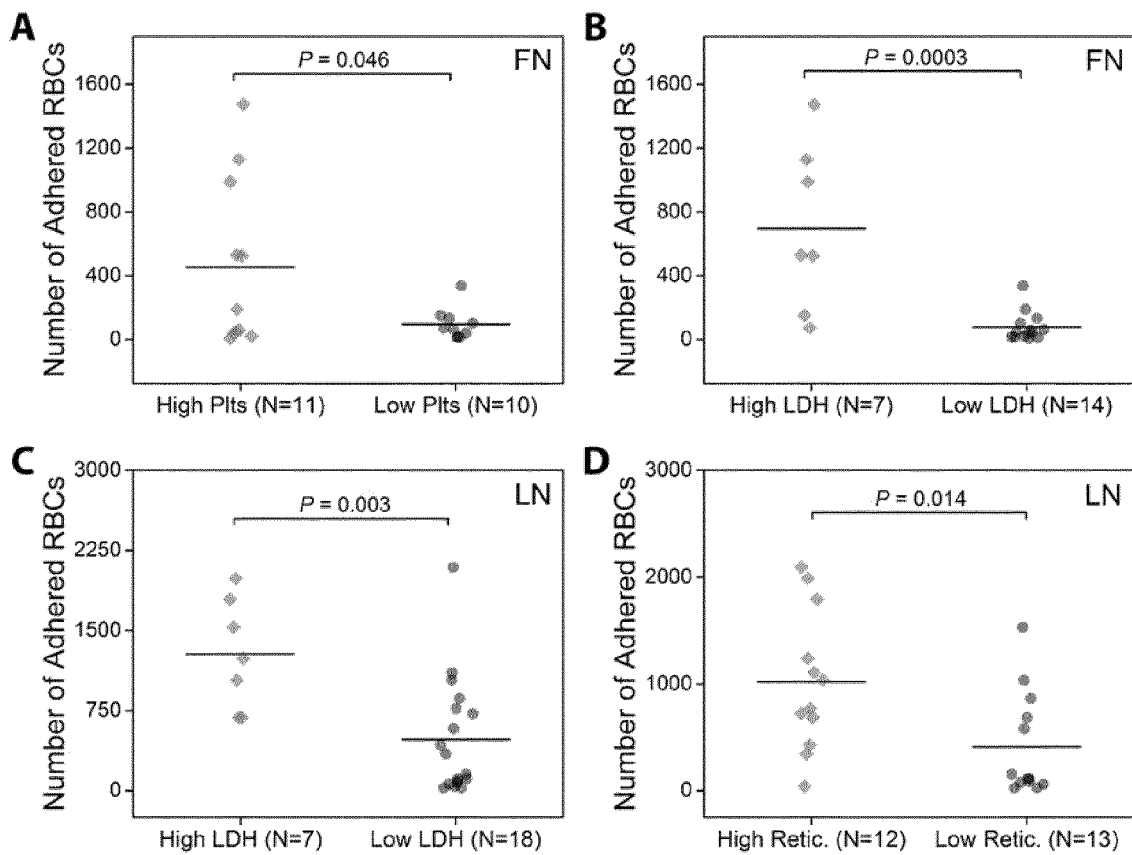 A
FN
P = 0.046
Number of Adhered RBCs
1600
1200
800
400
0
High Plts (N=11)
Low Plts (N=10)
B
FN
P = 0.0003
Number of Adhered RBCs
1600
1200
800
400
0
High LDH (N=7)
Low LDH (N=14)
C
LN
P = 0.003
Number of Adhered RBCs
3000
2250
1500
750
0
High LDH (N=7)
Low LDH (N=18)
D
LN
P = 0.014
Number of Adhered RBCs
3000
2000
1000
0
High Retic. (N=12)
Low Retic. (N=13)